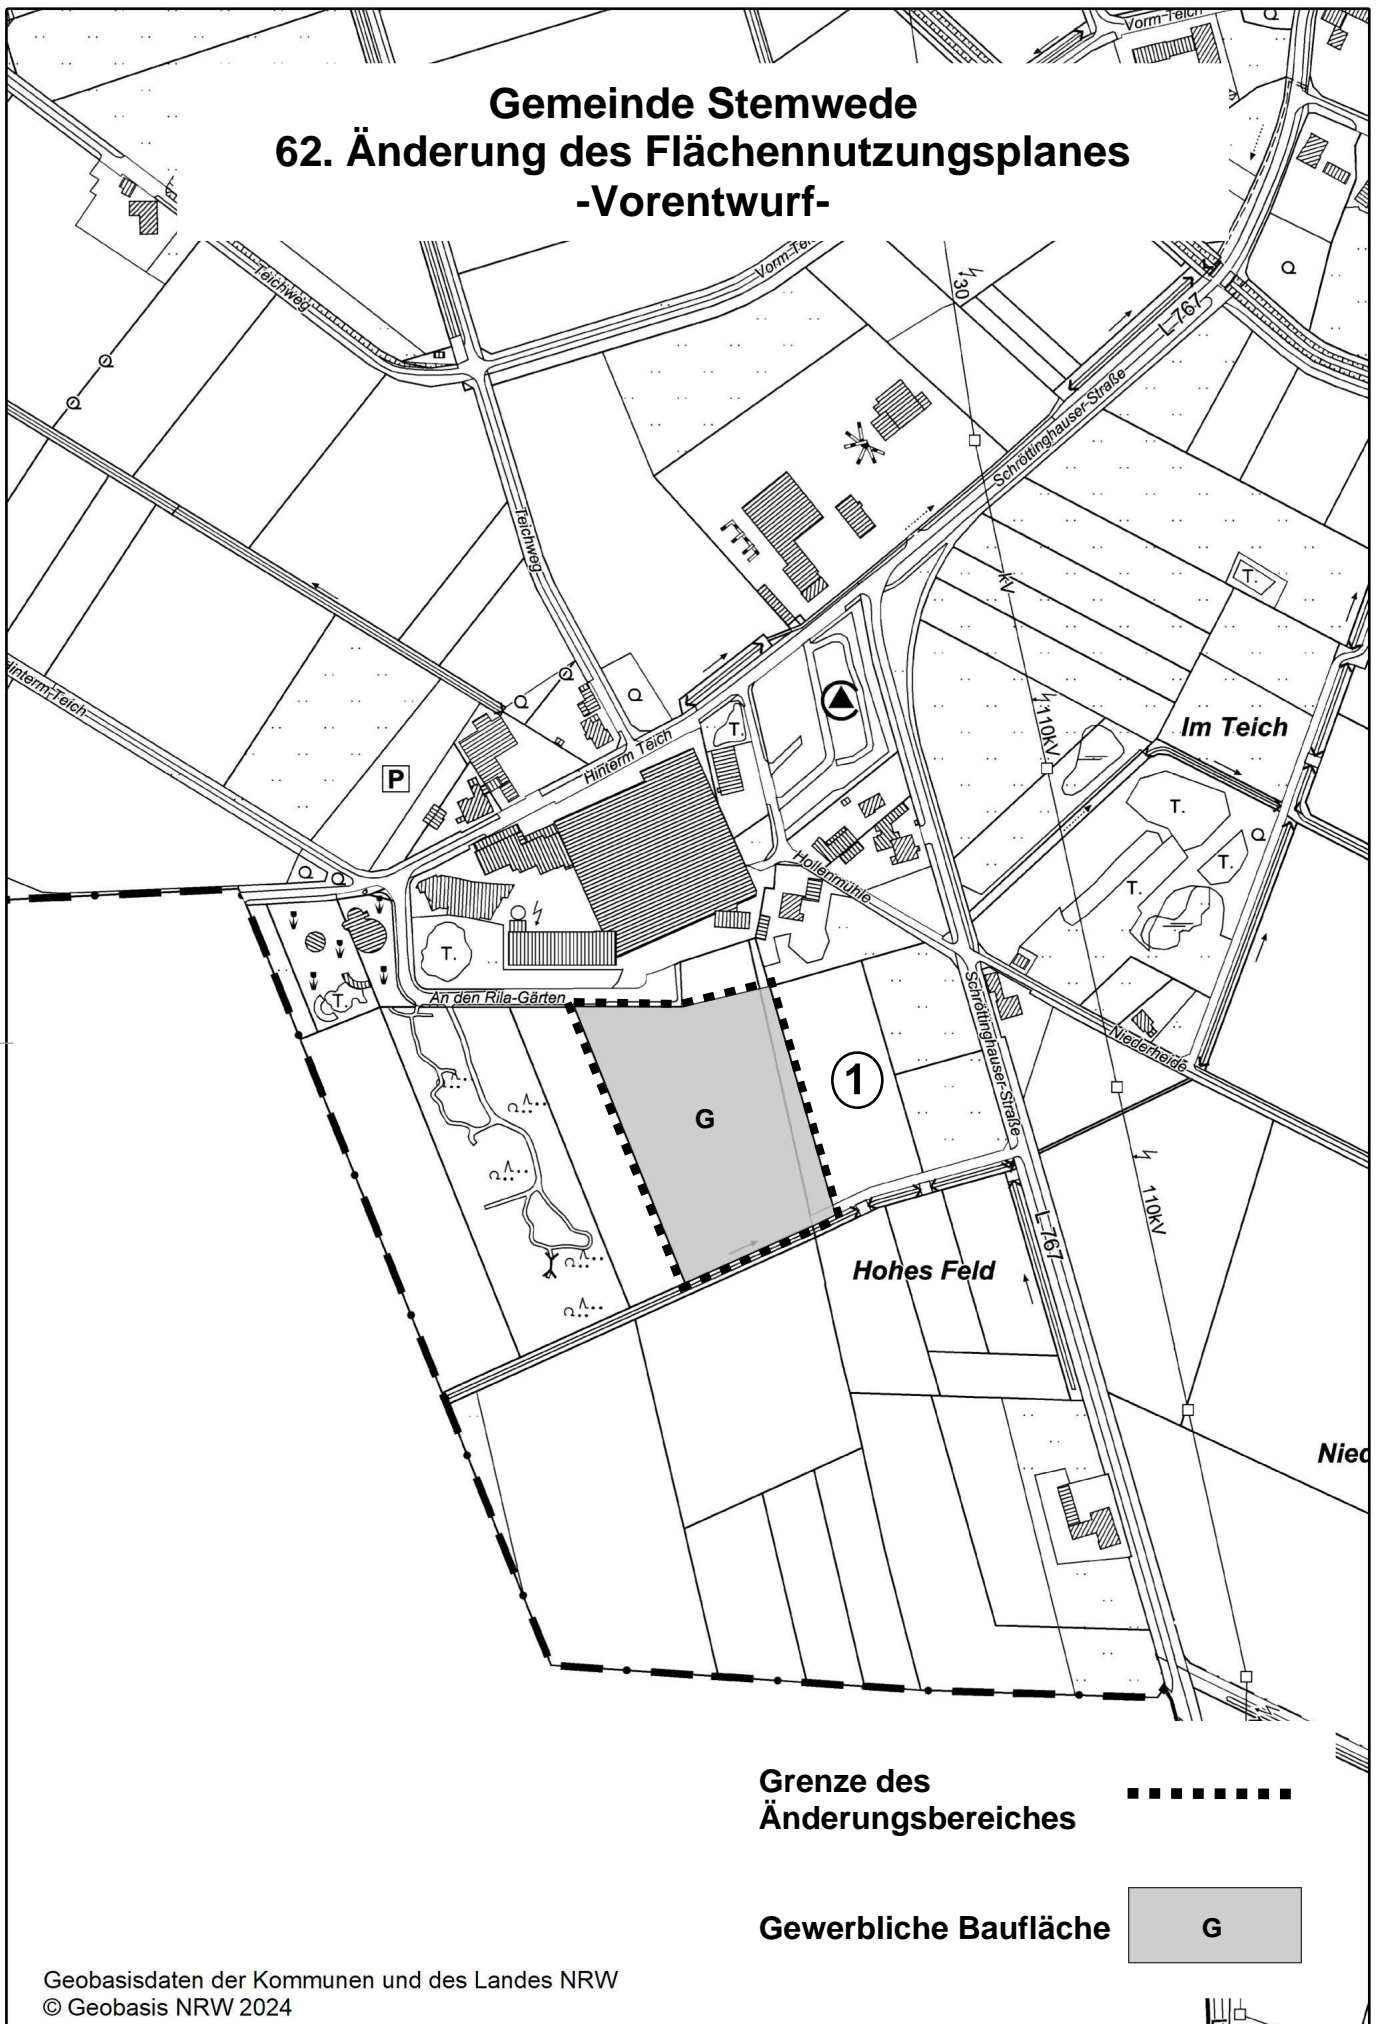 Vorm Teich
Gemeinde Stemwede
62. Änderung des Flächennutzungsplanes
-Vorentwurf-
Teichweg
Vorm-Tei
30
L 767
Schröttinghauser-Straße
Teichweg
kV
T.
Hinterm-Teich
110kV
Im Teich
T.
Hinterm Teich
P
T.
T.
T.
Hollenmühle
T.
T.
An den Rila-Gärten
Schröttinghauser-Straße
Niederheide
1
G
110kV
L 767
Hohes Feld
Nied
Grenze des
Änderungsbereiches
Gewerbliche Baufläche
G
Geobasisdaten der Kommunen und des Landes NRW
© Geobasis NRW 2024